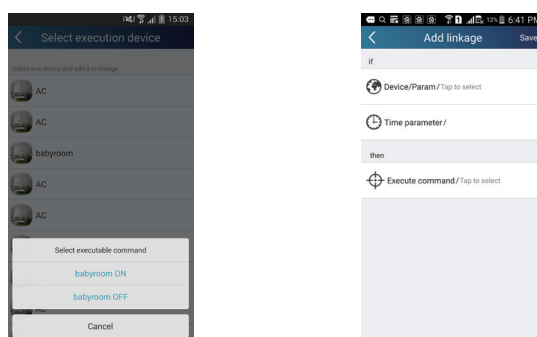 15:03
Select execution device
Select one device and add it to linkage
AC
AC
babyroom
AC
AC
Select executable command
babyroom ON
babyroom OFF
AC
Cancel
12% 6:41 PM
Add linkage
Save
if
Device/Param/Tap to select
Time parameter/
then
Execute command/Tap to select